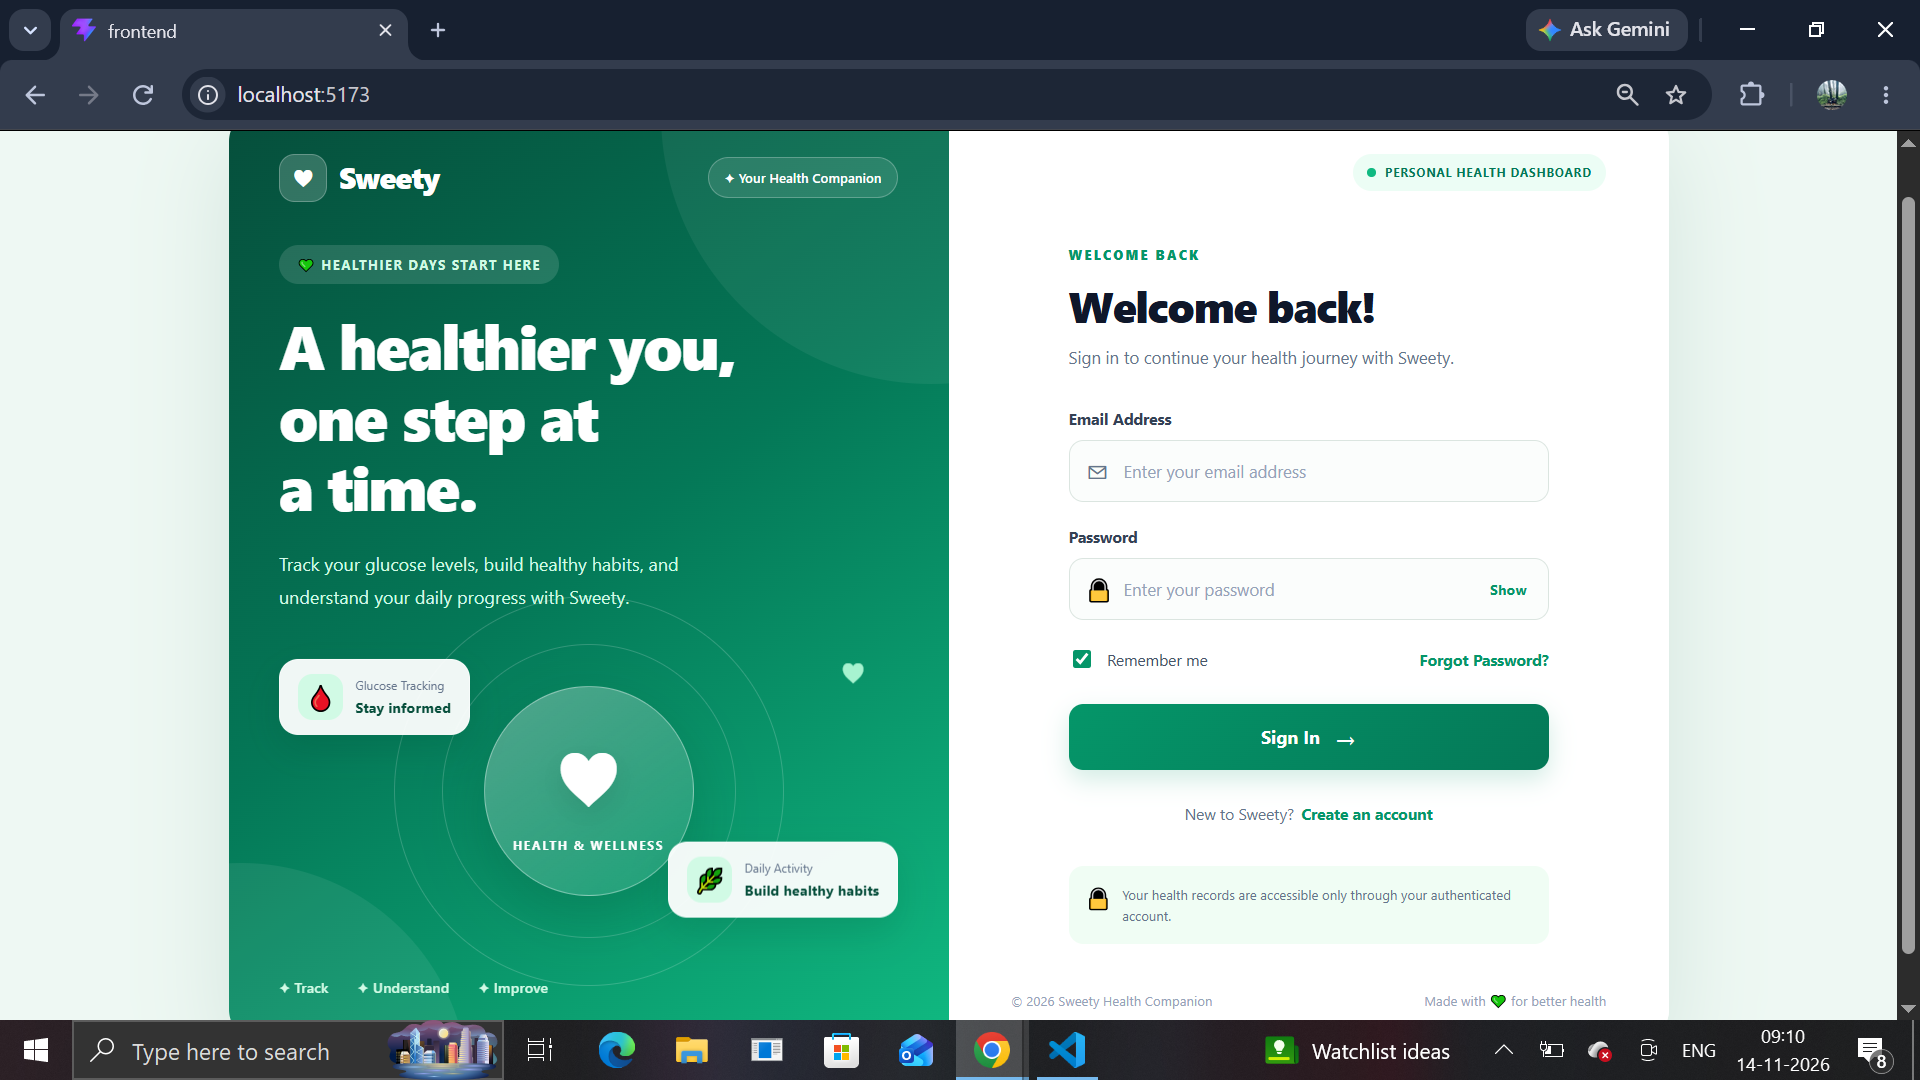 frontend
Ask Gemini
localhost:5173
Sweety
✦ Your Health Companion
💚 HEALTHIER DAYS START HERE
A healthier you,
one step at
a time.
Track your glucose levels, build healthy habits, and
understand your daily progress with Sweety.
Glucose Tracking
Stay informed
HEALTH & WELLNESS
Daily Activity
Build healthy habits
✦ Track ✦ Understand ✦ Improve
PERSONAL HEALTH DASHBOARD
WELCOME BACK
Welcome back!
Sign in to continue your health journey with Sweety.
Email Address
Enter your email address
Password
Enter your password
Show
Remember me
Forgot Password?
Sign In →
New to Sweety? Create an account
Your health records are accessible only through your authenticated
account.
© 2026 Sweety Health Companion
Made with 💚 for better health
Type here to search
Watchlist ideas
ENG
09:10
14-11-2026
8